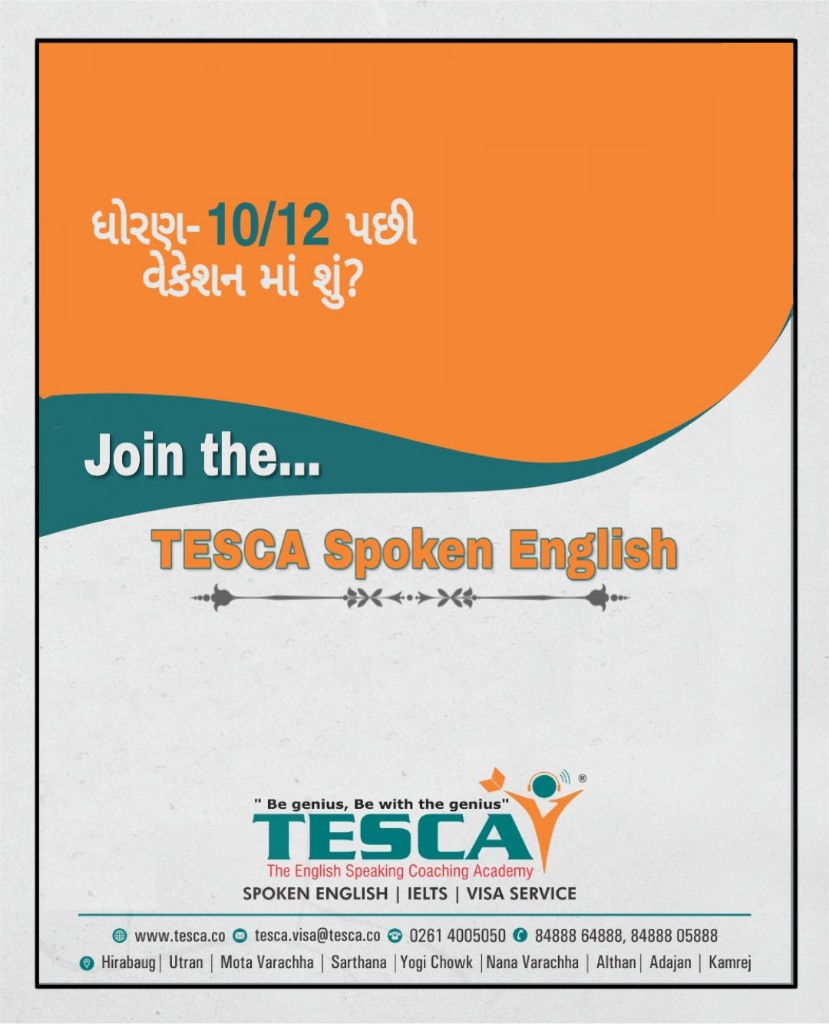 ધોરણ-10/12 પછી
વેકેશન માં શું?
Join the...
TESCA Spoken English
" Be genius, Be with the genius"
®
TESCA
The English Speaking Coaching Academy
SPOKEN ENGLISH | IELTS | VISA SERVICE
www.tesca.co tesca.visa@tesca.co 0261 4005050 84888 64888, 84888 05888
Hirabaug| Utran | Mota Varachha | Sarthana |Yogi Chowk |Nana Varachha | Althan| Adajan | Kamrej